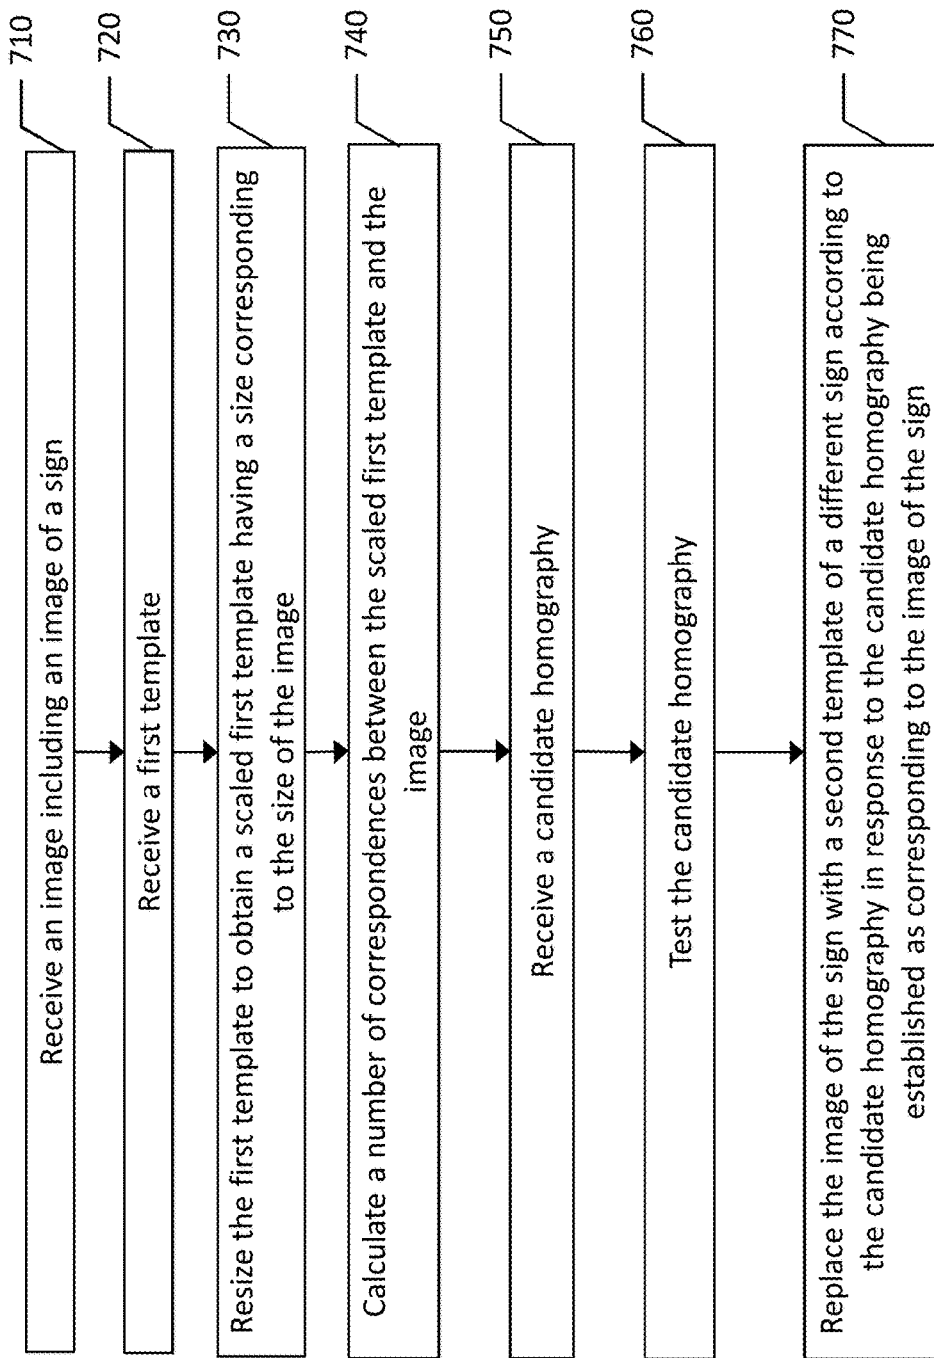 710
Receive an image including an image of a sign
720
Receive a first template
730
Resize the first template to obtain a scaled first template having a size corresponding
to the size of the image
740
Calculate a number of correspondences between the scaled first template and the
image
750
Receive a candidate homography
760
Test the candidate homography
770
Replace the image of the sign with a second template of a different sign according to
the candidate homography in response to the candidate homography being
established as corresponding to the image of the sign